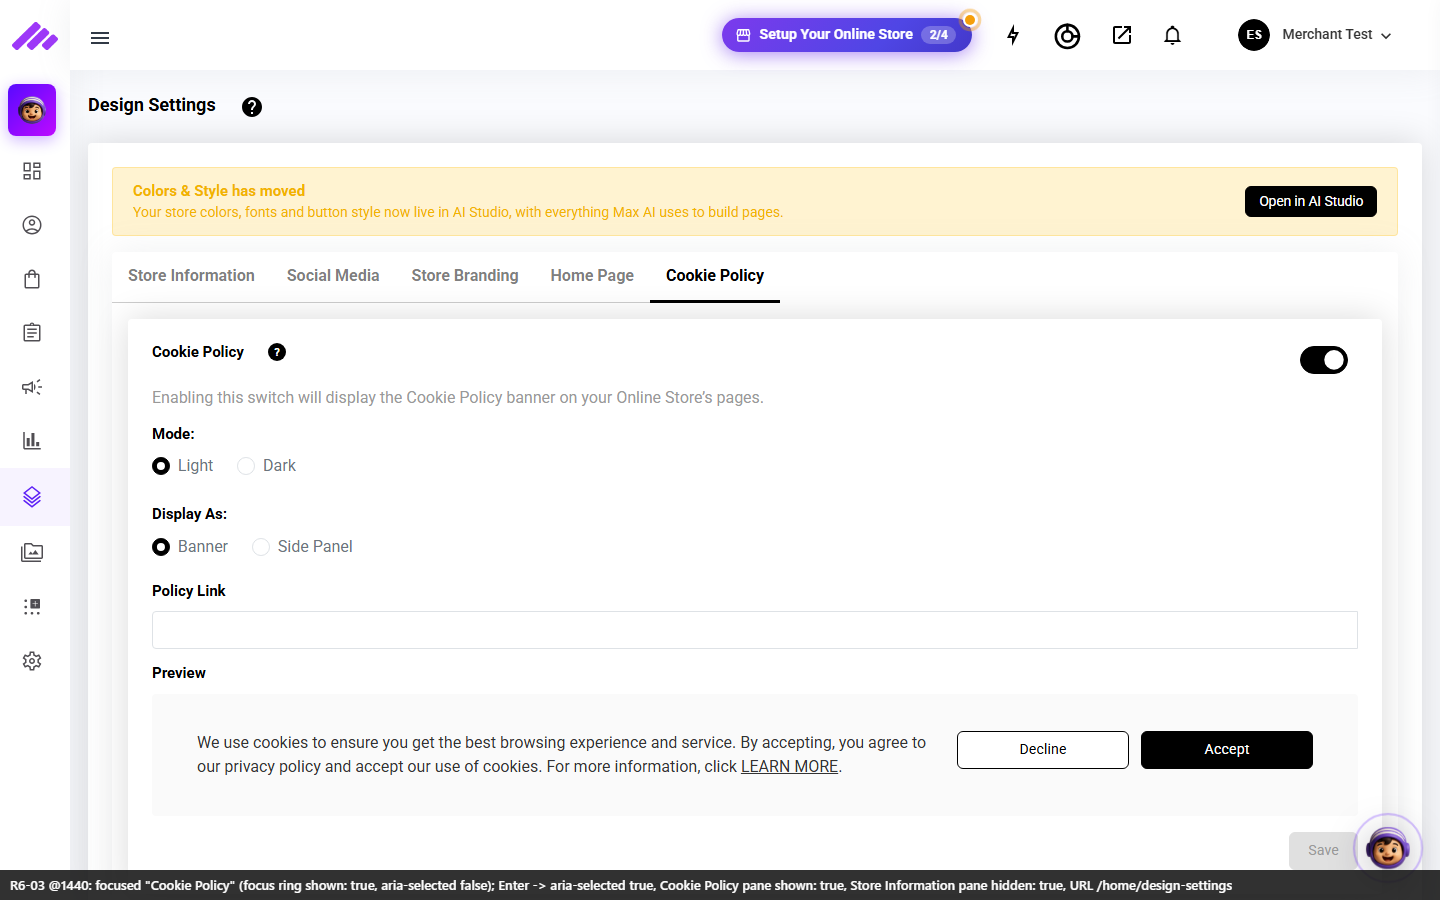 Setup Your Online Store 2/4
ES Merchant Test
Design Settings ?
Colors & Style has moved
Your store colors, fonts and button style now live in AI Studio, with everything Max AI uses to build pages.
Open in AI Studio
Store Information Social Media Store Branding Home Page Cookie Policy
Cookie Policy ?
Enabling this switch will display the Cookie Policy banner on your Online Store's pages.
Mode:
Light Dark
Display As:
Banner Side Panel
Policy Link
Preview
We use cookies to ensure you get the best browsing experience and service. By accepting, you agree to
our privacy policy and accept our use of cookies. For more information, click LEARN MORE.
Decline Accept
Save
R6-03 @1440: focused "Cookie Policy" (focus ring shown: true, aria-selected false); Enter -> aria-selected true, Cookie Policy pane shown: true, Store Information pane hidden: true, URL /home/design-settings